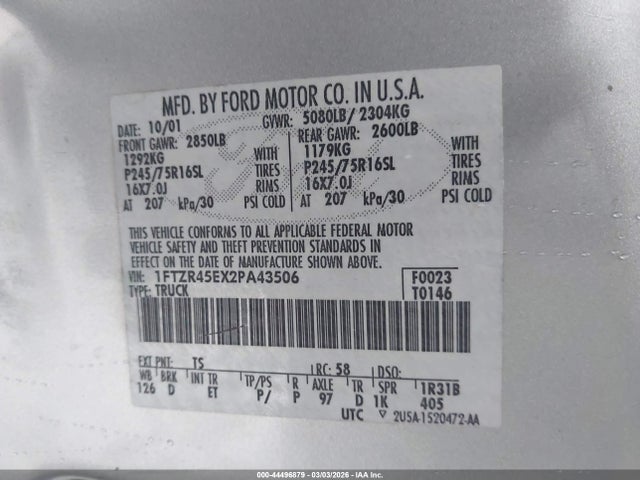 MFD. BY FORD MOTOR CO. IN U.S.A.
DATE: 10/01 GVWR: 5080LB/ 2304KG
FRONT GAWR: 2850LB REAR GAWR: 2600LB
1292KG WITH 1179KG WITH
P245/75R16SL TIRES P245/75R16SL TIRES
16X7.0J RIMS 16X7.0J RIMS
AT 207 kPa/30 PSI COLD AT 207 kPa/30 PSI COLD
THIS VEHICLE CONFORMS TO ALL APPLICABLE FEDERAL MOTOR
VEHICLE SAFETY AND THEFT PREVENTION STANDARDS IN
EFFECT ON THE DATE OF MANUFACTURE SHOWN ABOVE.
VIN: 1FTZR45EX2PA43506 F0023
TYPE: TRUCK T0146
EXT PNT: TS RC: 58 DSO:
WB BRK INT TR TP/PS R AXLE TR SPR 1R31B
126 D ET P/ P 97 D 1K 405
UTC 2USA-1520472-AA
000-44496879 - 03/03/2026 - IAA Inc.